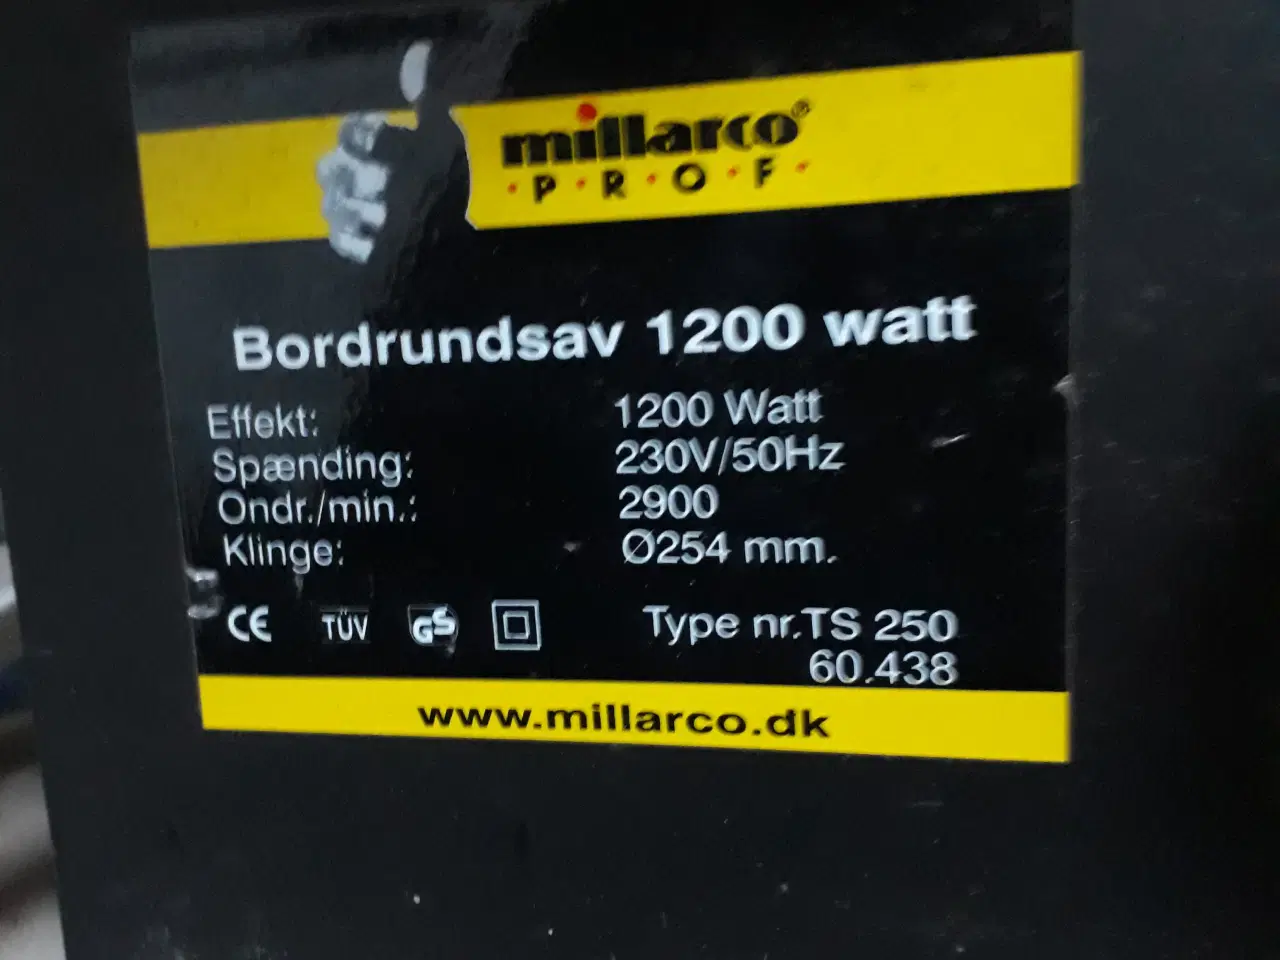 millarco®
· P · R · O · F ·
Bordrundsav 1200 watt
Effekt: 1200 Watt
Spænding: 230V/50Hz
Ondr./min.: 2900
Klinge: Ø254 mm.
CE TÜV GS Type nr.TS 250
60.438
www.millarco.dk